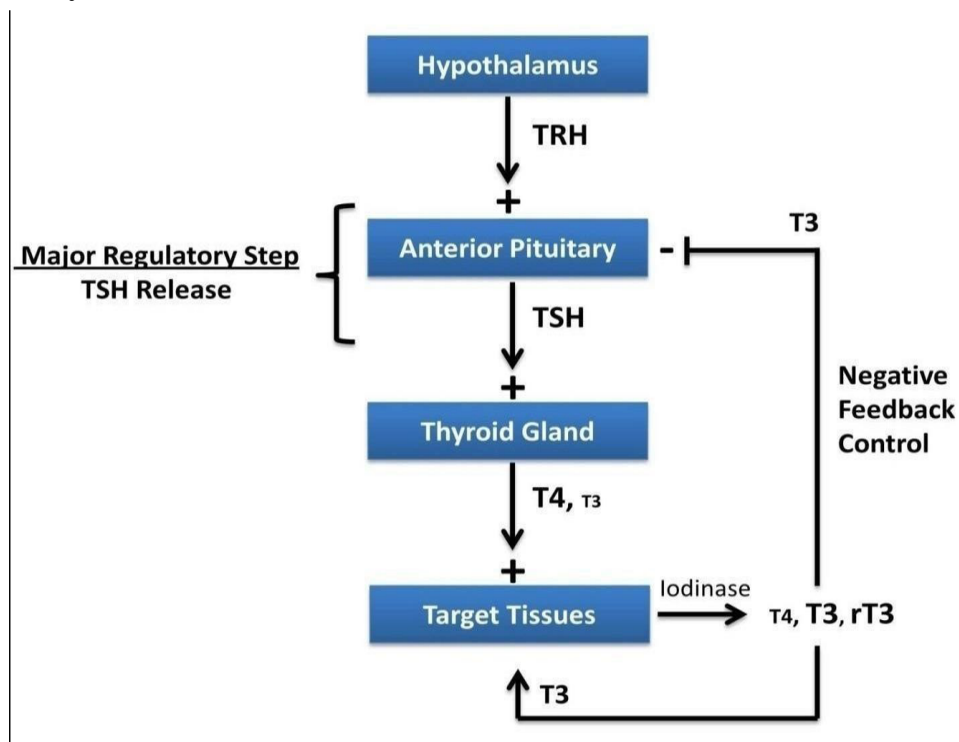 Hypothalamus
TRH
+
T3
Major Regulatory Step
TSH Release
Anterior Pituitary
-
TSH
+
Negative
Feedback
Control
Thyroid Gland
T4, T3
+
Target Tissues
Iodinase
T4, T3, rT3
T3